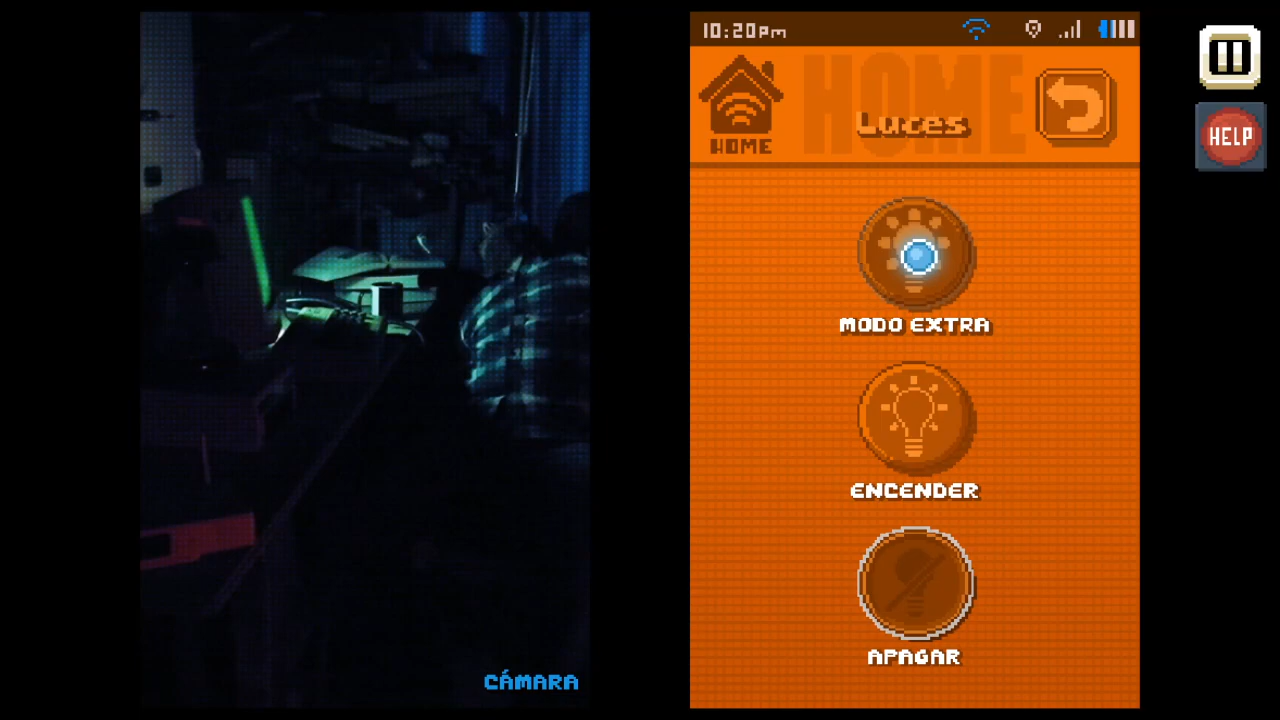 10:20pm
HOME
HOME
Luces
HELP
MODO EXTRA
ENCENDER
APAGAR
CÁMARA